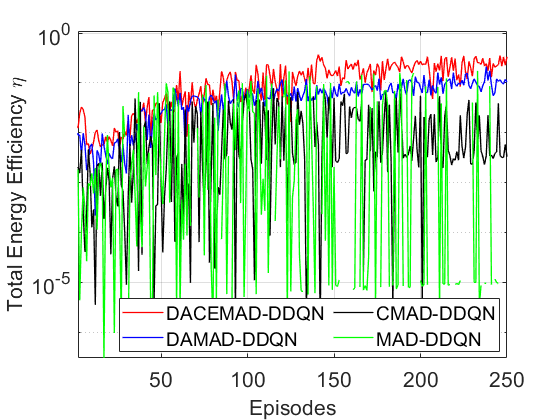 Total Energy Efficiency η
10^0
10^-5
DACEMAD-DDQN
CMAD-DDQN
DAMAD-DDQN
MAD-DDQN
50
100
150
200
250
Episodes